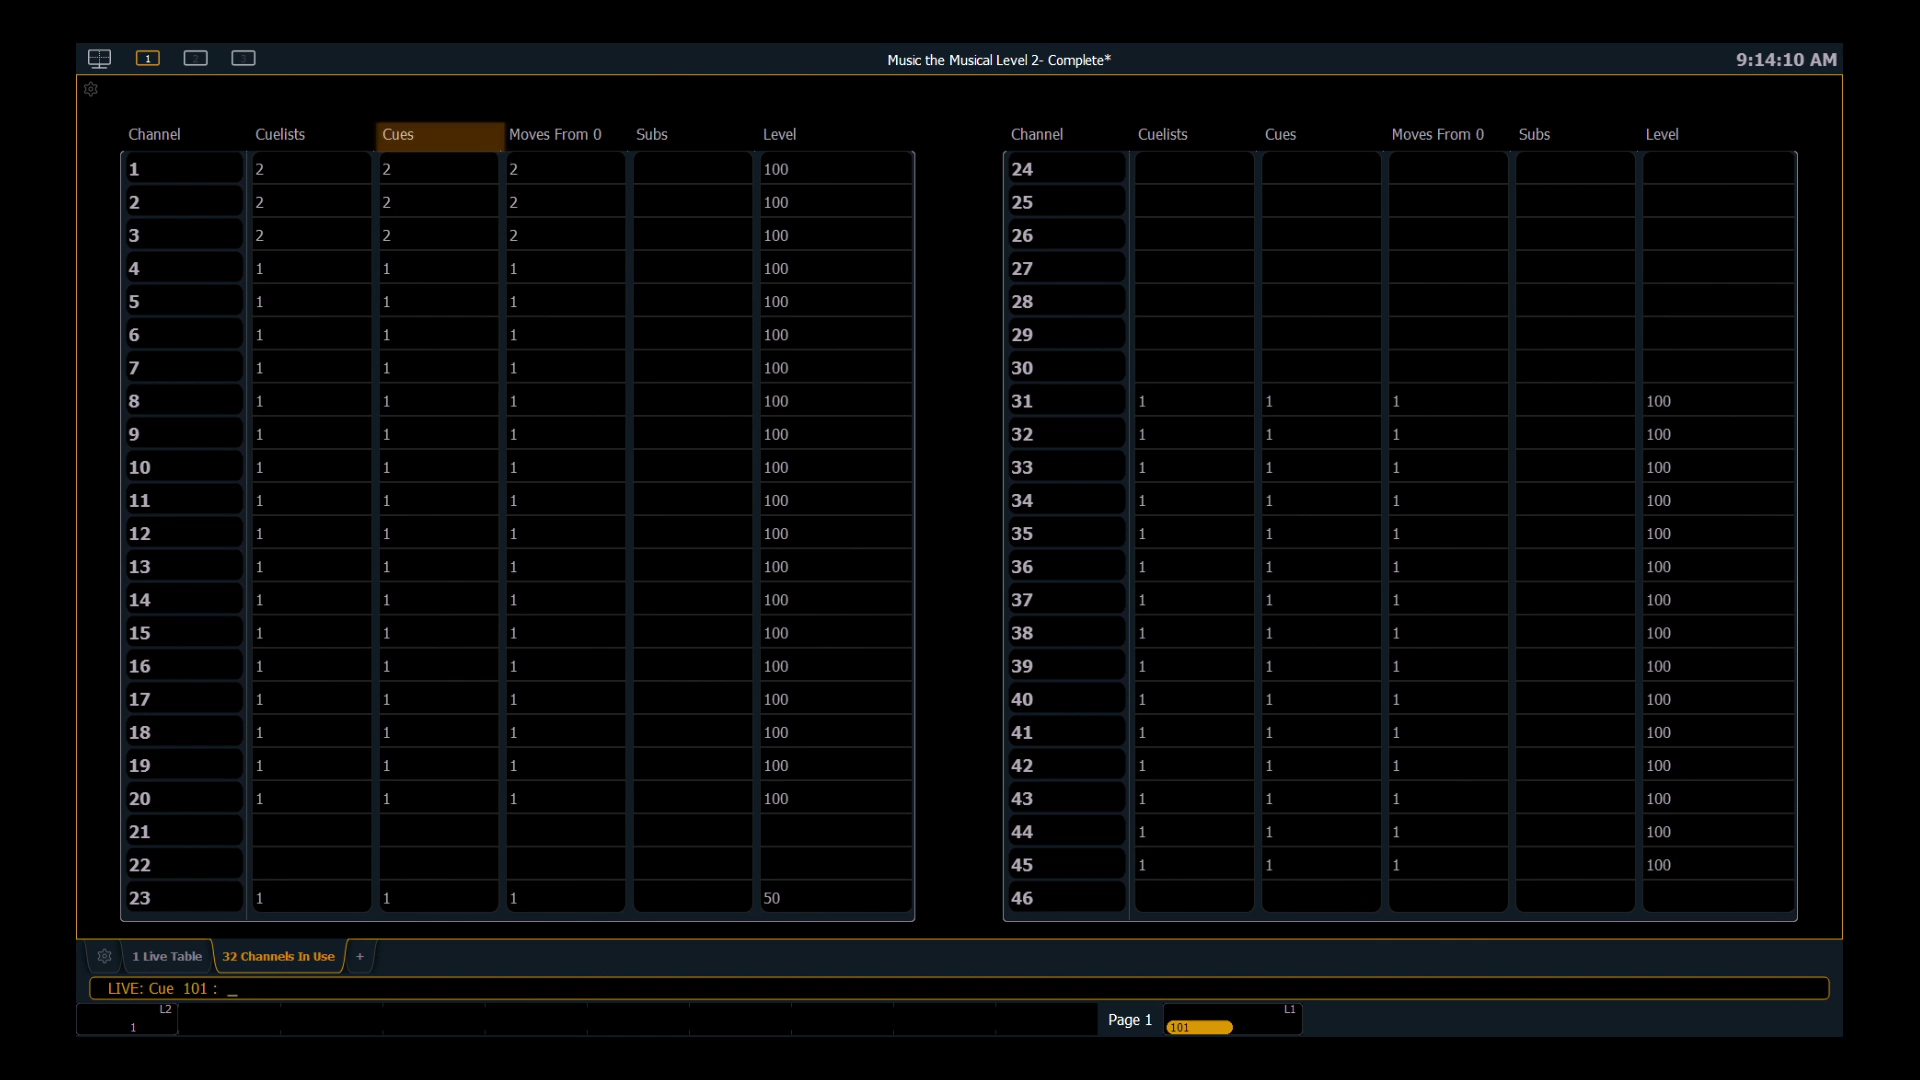 1 2 3 Music the Musical Level 2- Complete* 9:14:10 AM
Channel Cuelists Cues Moves From 0 Subs Level Channel Cuelists Cues Moves From 0 Subs Level
1 2 2 2 100 24
2 2 2 2 100 25
3 2 2 2 100 26
4 1 1 1 100 27
5 1 1 1 100 28
6 1 1 1 100 29
7 1 1 1 100 30
8 1 1 1 100 31 1 1 1 100
9 1 1 1 100 32 1 1 1 100
10 1 1 1 100 33 1 1 1 100
11 1 1 1 100 34 1 1 1 100
12 1 1 1 100 35 1 1 1 100
13 1 1 1 100 36 1 1 1 100
14 1 1 1 100 37 1 1 1 100
15 1 1 1 100 38 1 1 1 100
16 1 1 1 100 39 1 1 1 100
17 1 1 1 100 40 1 1 1 100
18 1 1 1 100 41 1 1 1 100
19 1 1 1 100 42 1 1 1 100
20 1 1 1 100 43 1 1 1 100
21 44 1 1 1 100
22 45 1 1 1 100
23 1 1 1 50 46
1 Live Table 32 Channels In Use +
LIVE: Cue 101 : _
L2 L1
1 Page 1 101